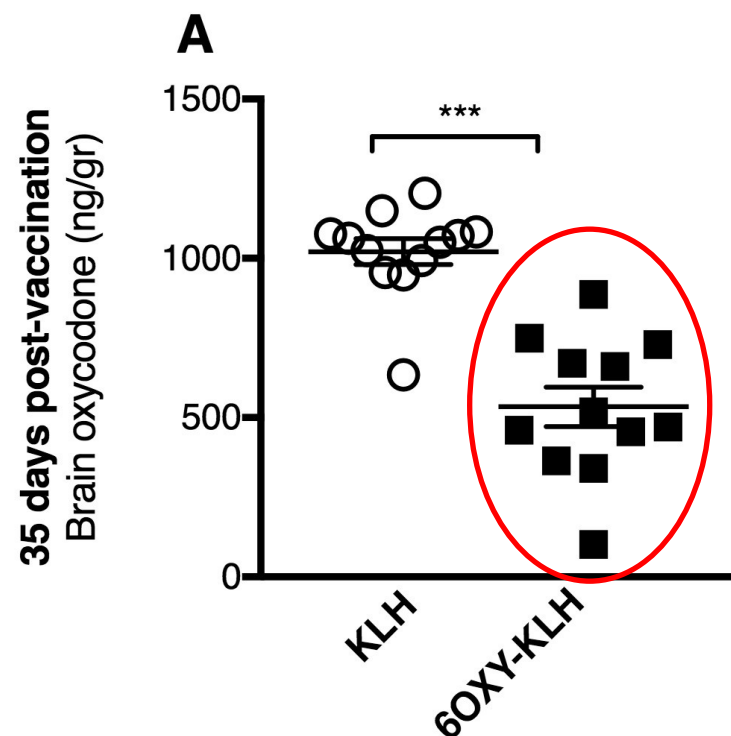 A
35 days post-vaccination
Brain oxycodone (ng/gr)
1500
1000
500
0
***
KLH
6OXY-KLH